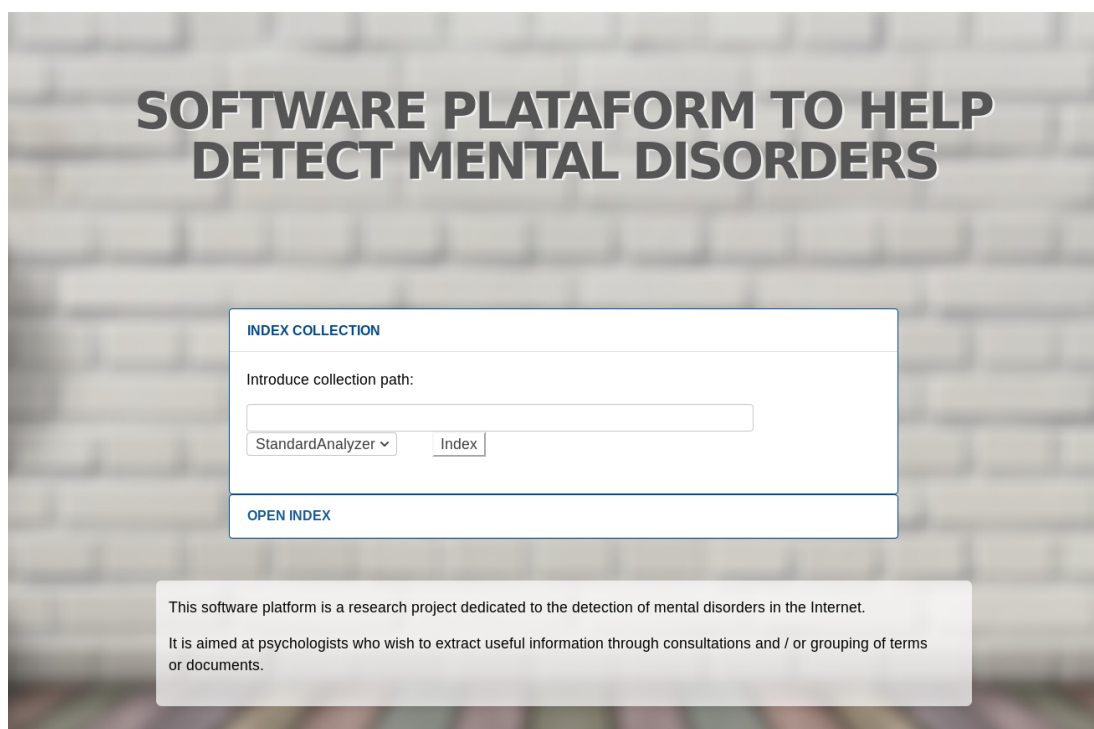 SOFTWARE PLATAFORM TO HELP
DETECT MENTAL DISORDERS
INDEX COLLECTION
Introduce collection path:
StandardAnalyzer
Index
OPEN INDEX
This software platform is a research project dedicated to the detection of mental disorders in the Internet.
It is aimed at psychologists who wish to extract useful information through consultations and / or grouping of terms
or documents.